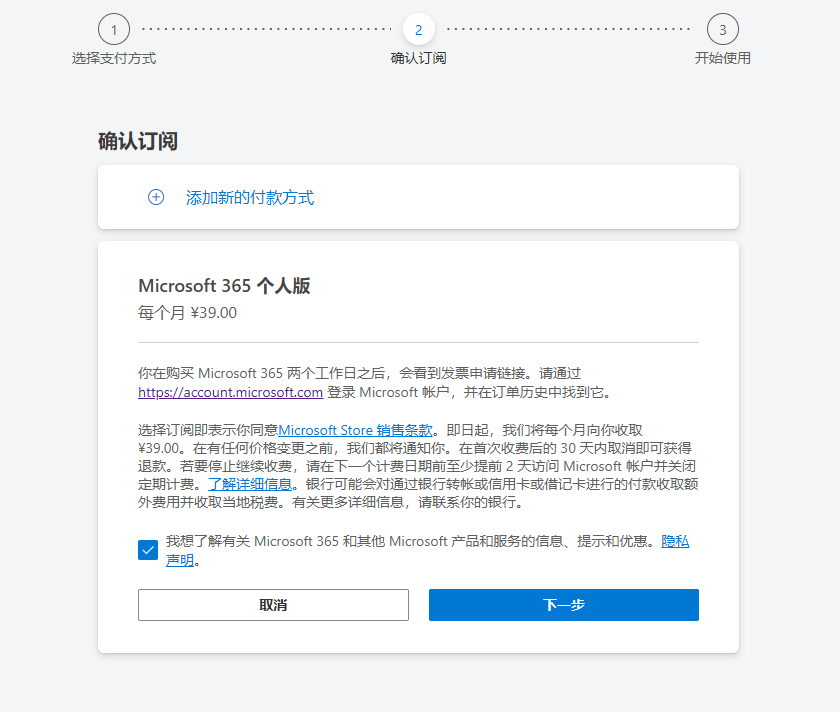 1
2
3
选择支付方式
确认订阅
开始使用
确认订阅
添加新的付款方式
Microsoft 365 个人版
每个月 ¥39.00
你在购买 Microsoft 365 两个工作日之后，会看到发票申请链接。请通过
https://account.microsoft.com 登录 Microsoft 帐户，并在订单历史中找到它。
选择订阅即表示你同意Microsoft Store 销售条款。即日起，我们将每个月向你收取
¥39.00。在有任何价格变更之前，我们都将通知你。在首次收费后的 30 天内取消即可获得
退款。若要停止继续收费，请在下一个计费日期前至少提前 2 天访问 Microsoft 帐户并关闭
定期计费。了解详细信息。银行可能会对通过银行转帐或信用卡或借记卡进行的付款收取额
外费用并收取当地税费。有关更多详细信息，请联系你的银行。
我想了解有关 Microsoft 365 和其他 Microsoft 产品和服务的信息、提示和优惠。隐私
声明。
取消
下一步